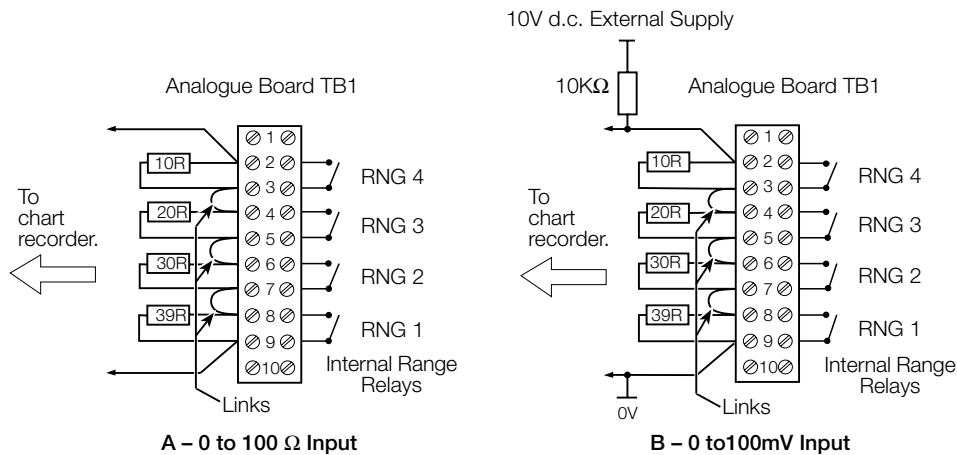 10V d.c. External Supply
Analogue Board TB1
10R
20R
30R
39R
1
2
3
4
5
6
7
8
9
10
RNG 4
RNG 3
RNG 2
RNG 1
To
chart
recorder.
Internal Range
Relays
Links
A – 0 to 100 Ω Input
10KΩ
Analogue Board TB1
10R
20R
30R
39R
1
2
3
4
5
6
7
8
9
10
RNG 4
RNG 3
RNG 2
RNG 1
To
chart
recorder.
Internal Range
Relays
0V
Links
B – 0 to100mV Input